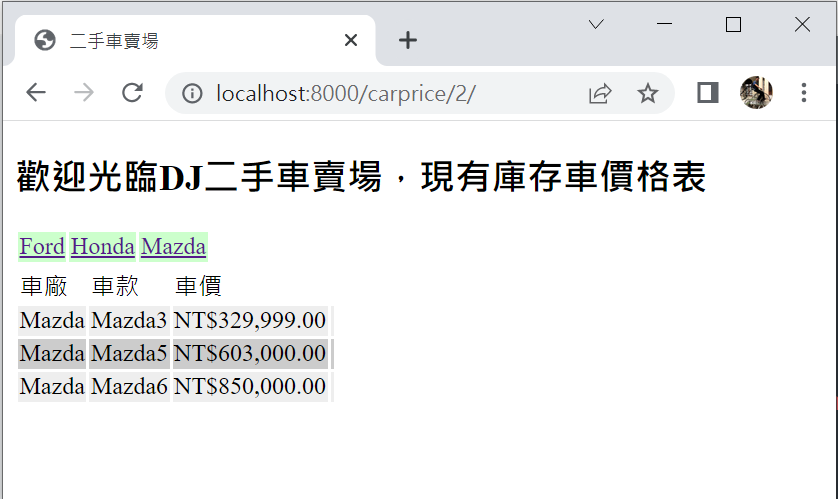 二手車賣場
localhost:8000/carprice/2/
歡迎光臨DJ二手車賣場，現有庫存車價格表
Ford Honda Mazda
車廠 車款 車價
Mazda Mazda3 NT$329,999.00
Mazda Mazda5 NT$603,000.00
Mazda Mazda6 NT$850,000.00